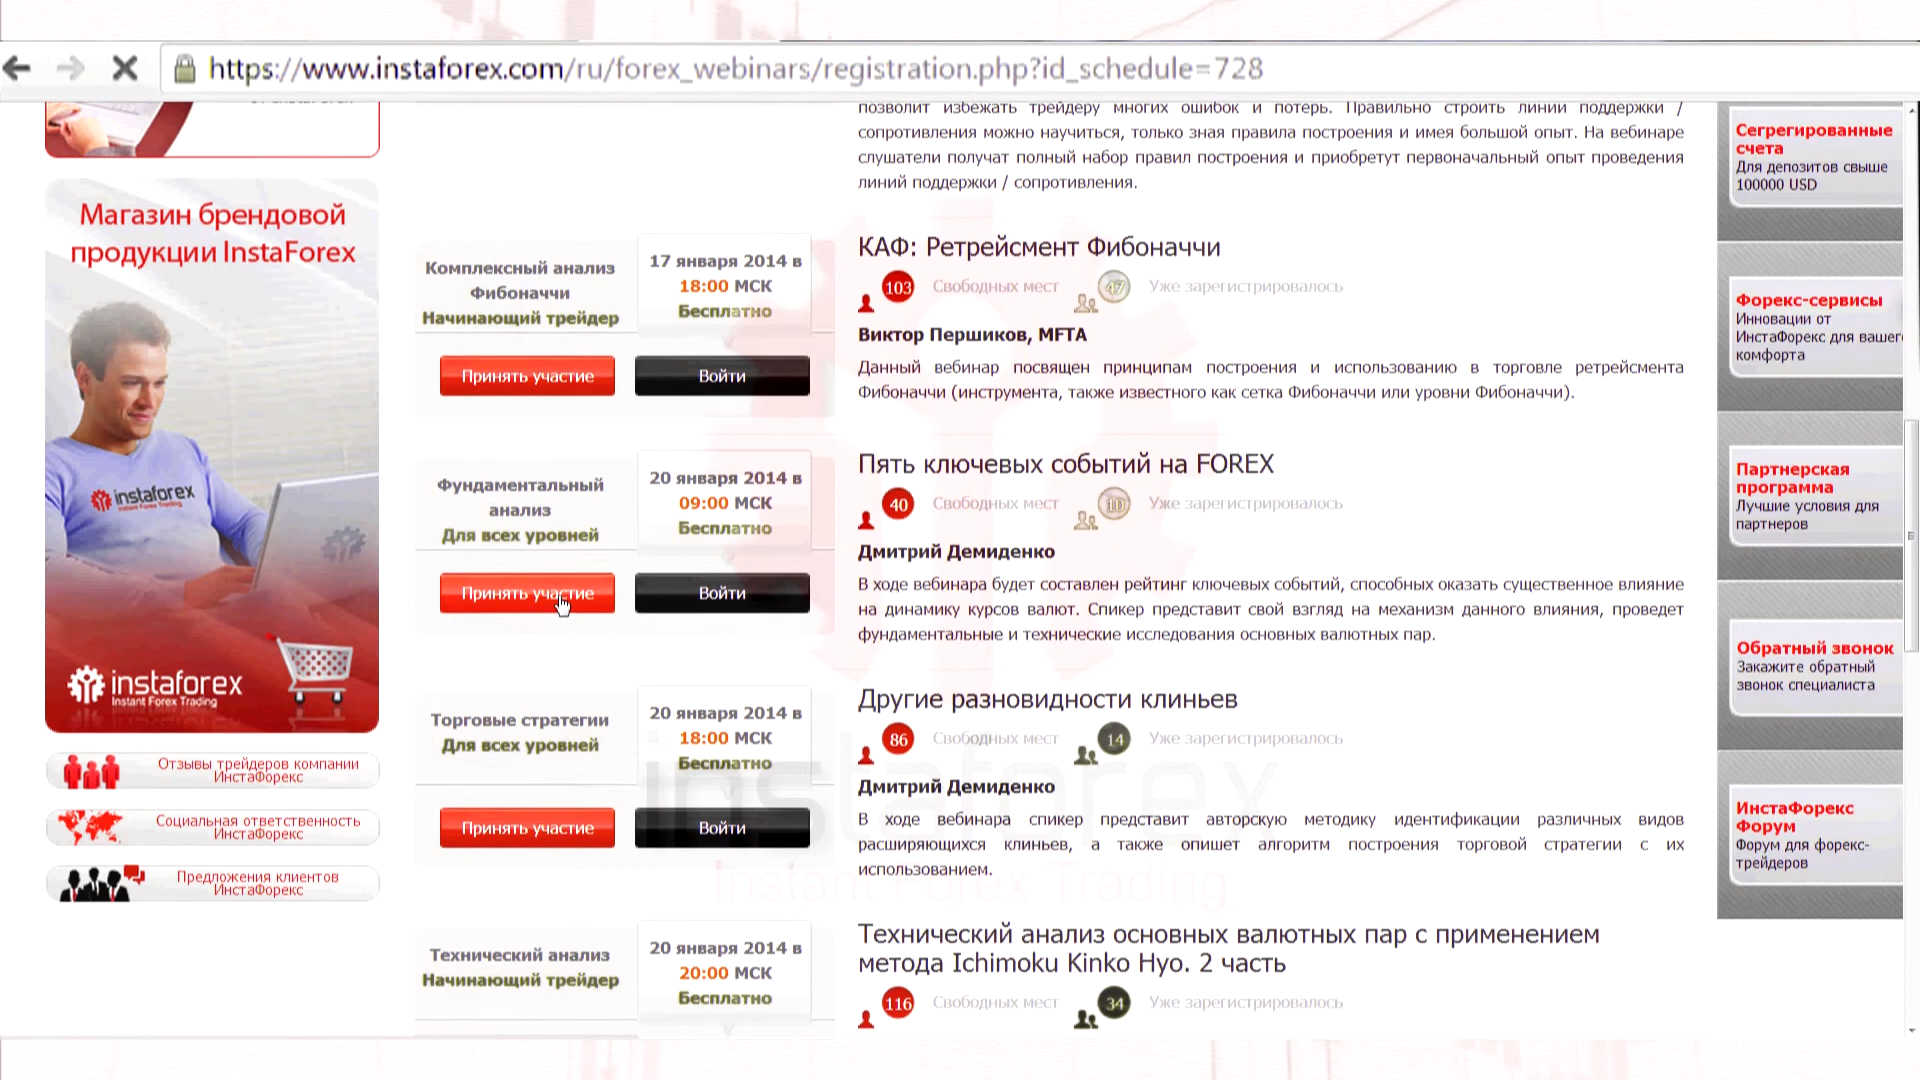 https://www.instaforex.com/ru/forex_webinars/registration.php?id_schedule=728
позволит избежать трейдеру многих ошибок и потерь. Правильно строить линии поддержки /
сопротивления можно научиться, только зная правила построения и имея большой опыт. На вебинаре
слушатели получат полный набор правил построения и приобретут первоначальный опыт проведения
линий поддержки / сопротивления.
Магазин брендовой
продукции InstaForex
instaforex
Instant Forex Trading
instaforex
Instant Forex Trading
Отзывы трейдеров компании
ИнстаФорекс
Социальная ответственность
ИнстаФорекс
Предложения клиентов
ИнстаФорекс
Комплексный анализ
Фибоначчи
Начинающий трейдер
17 января 2014 в
18:00 МСК
Бесплатно
Принять участие
Войти
КАФ: Ретрейсмент Фибоначчи
103 Свободных мест 47 Уже зарегистрировалось
Виктор Першиков, MFTA
Данный вебинар посвящен принципам построения и использованию в торговле ретрейсмента
Фибоначчи (инструмента, также известного как сетка Фибоначчи или уровни Фибоначчи).
Фундаментальный
анализ
Для всех уровней
20 января 2014 в
09:00 МСК
Бесплатно
Принять участие
Войти
Пять ключевых событий на FOREX
40 Свободных мест 10 Уже зарегистрировалось
Дмитрий Демиденко
В ходе вебинара будет составлен рейтинг ключевых событий, способных оказать существенное влияние
на динамику курсов валют. Спикер представит свой взгляд на механизм данного влияния, проведет
фундаментальные и технические исследования основных валютных пар.
Торговые стратегии
Для всех уровней
20 января 2014 в
18:00 МСК
Бесплатно
Принять участие
Войти
Другие разновидности клиньев
86 Свободных мест 14 Уже зарегистрировалось
Дмитрий Демиденко
В ходе вебинара спикер представит авторскую методику идентификации различных видов
расширяющихся клиньев, а также опишет алгоритм построения торговой стратегии с их
использованием.
instaforex
Instant Forex Trading
Технический анализ
Начинающий трейдер
20 января 2014 в
20:00 МСК
Бесплатно
Технический анализ основных валютных пар с применением
метода Ichimoku Kinko Hyo. 2 часть
116 Свободных мест 34 Уже зарегистрировалось
Сегрегированные
счета
Для депозитов свыше
100000 USD
Форекс-сервисы
Инновации от
ИнстаФорекс для вашег
комфорта
Партнерская
программа
Лучшие условия для
партнеров
Обратный звонок
Закажите обратный
звонок специалиста
ИнстаФорекс
Форум
Форум для форекс-
трейдеров